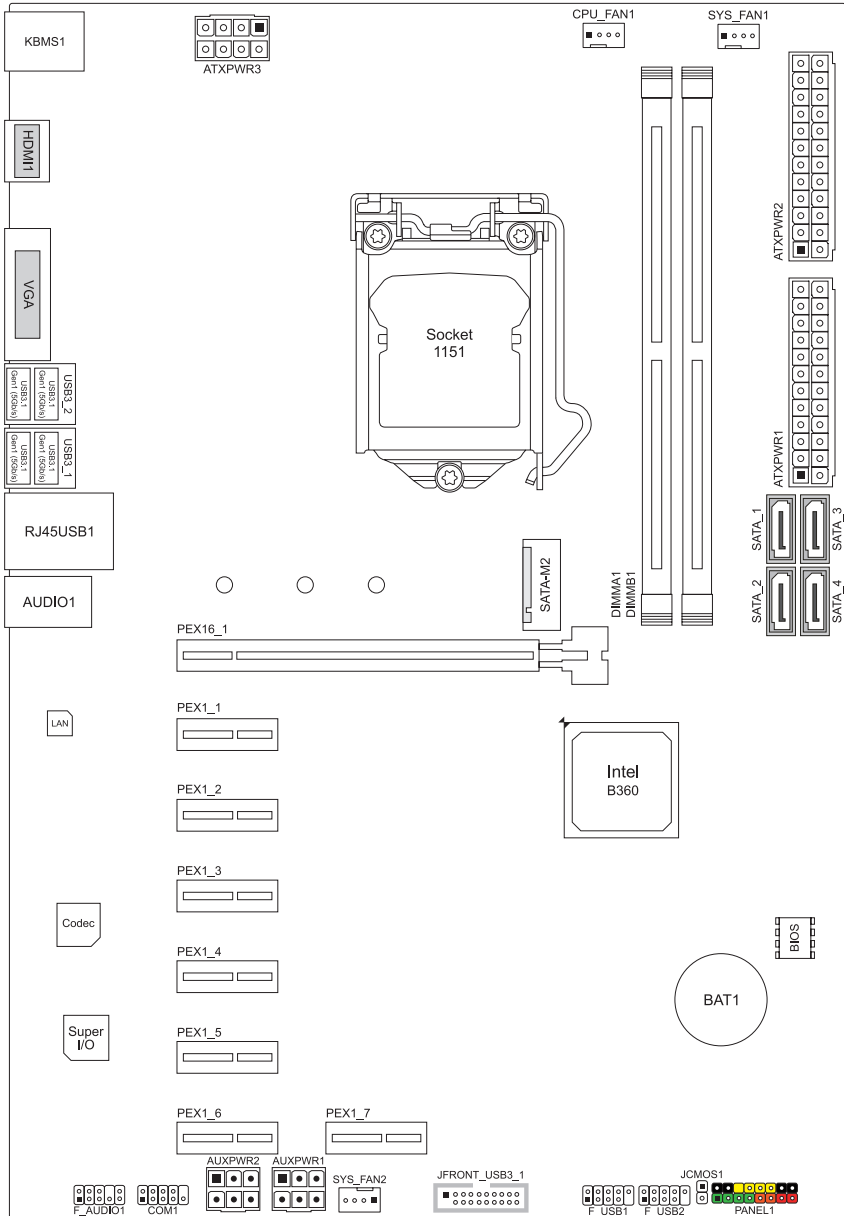 CPU_FAN1
SYS_FAN1
KBMS1
ATXPWR3
HDMI1
ATXPWR2
VGA
Socket
1151
USB3_2
USB3.1
Gen1 (5Gb/s)
USB3.1
Gen1 (5Gb/s)
USB3_1
USB3.1
Gen1 (5Gb/s)
USB3.1
Gen1 (5Gb/s)
ATXPWR1
RJ45USB1
SATA_1
SATA_3
AUDIO1
SATA-M2
DIMMA1
DIMMB1
SATA_2
SATA_4
PEX16_1
LAN
PEX1_1
Intel
B360
PEX1_2
PEX1_3
Codec
BIOS
PEX1_4
BAT1
Super
I/O
PEX1_5
PEX1_6
PEX1_7
AUXPWR2
AUXPWR1
SYS_FAN2
JFRONT_USB3_1
JCMOS1
F_AUDIO1
COM1
F_USB1
F_USB2
PANEL1